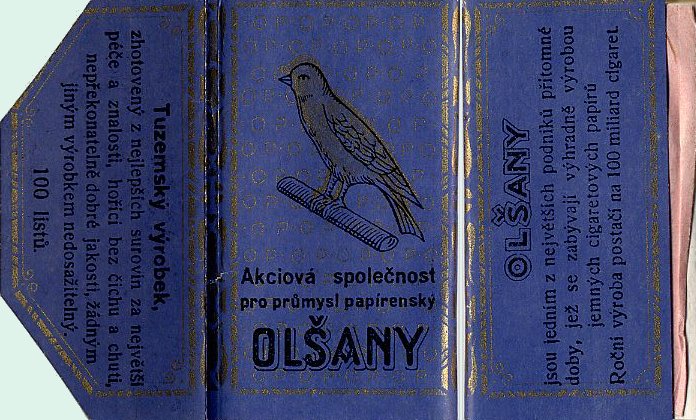 Tuzemský výrobek,
zhotovený z nejlepších surovin za největší
péče a znalosti, hořící bez čichu a chuti,
nepřekonatelně dobré jakosti, žádným
jiným výrobkem nedosažitelný.
100 listů.
Akciová společnost
pro průmysl papírenský
OLŠANY
OLŠANY
jsou jedním z největších podniků přítomné
doby, jež se zabývají výhradně výrobou
jemných cigaretových papírů
Roční výroba postačí na 100 miliard cigaret.